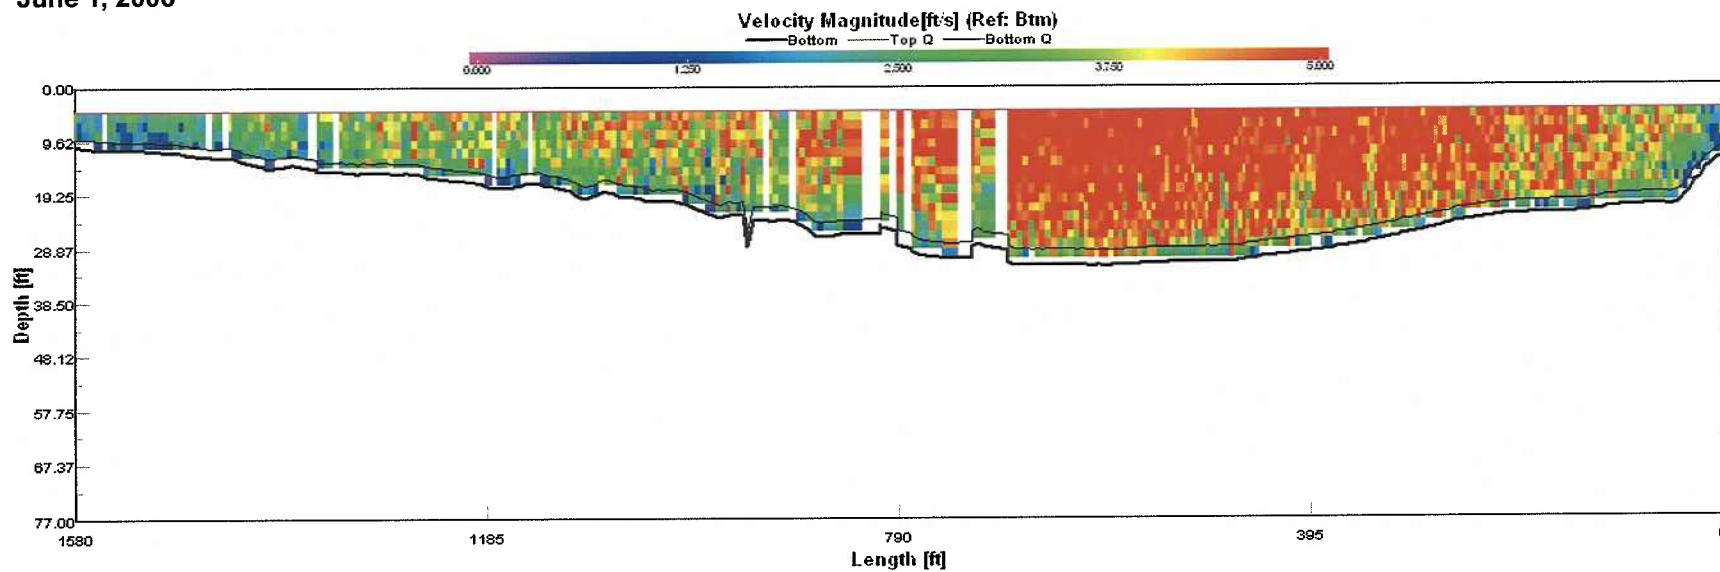 Velocity Magnitude[ft/s] (Ref: Btm)
Bottom Top Q Bottom Q
0.000 1.250 2.500 3.750 5.000
0.00
9.62
19.25
28.87
38.50
48.12
57.75
67.37
77.00
Depth [ft]
1580 1185 790 395
Length [ft]